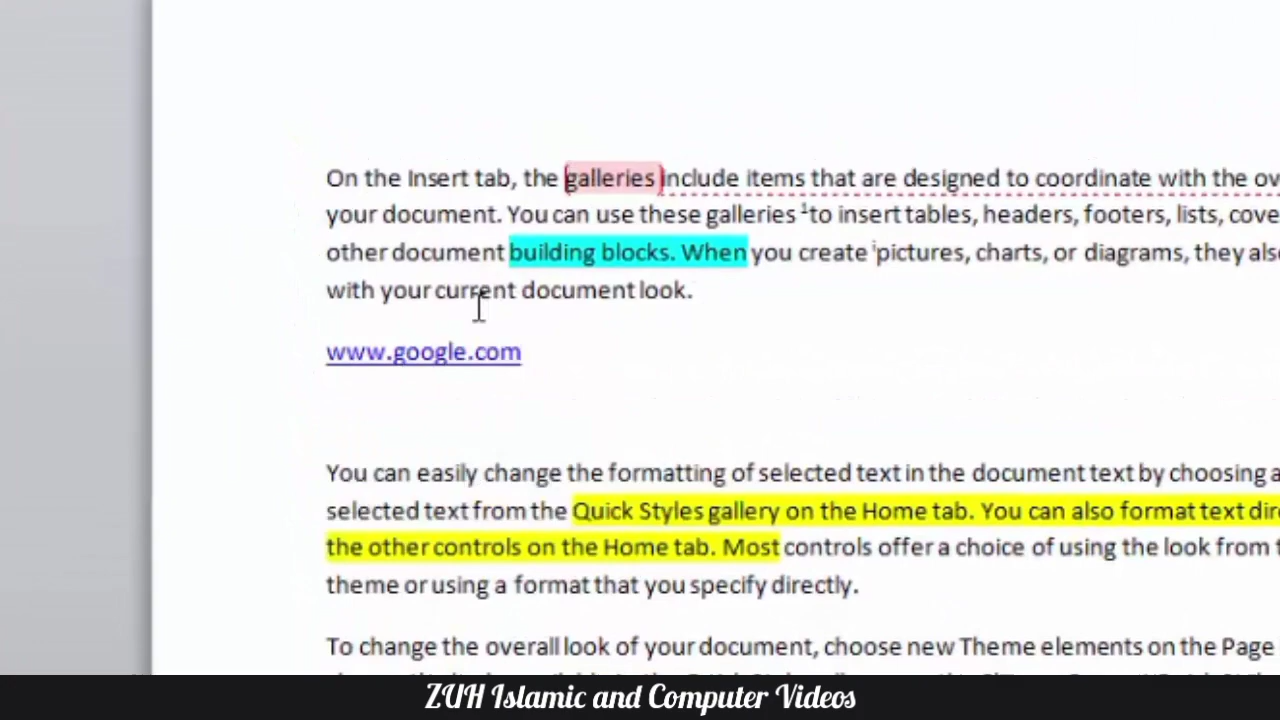 On the Insert tab, the galleries include items that are designed to coordinate with the
your document. You can use these galleries ¹to insert tables, headers, footers, lists,
other document building blocks. When you create ⁱpictures, charts, or diagrams, they
with your current document look.
www.google.com
You can easily change the formatting of selected text in the document text by choosing a
selected text from the Quick Styles gallery on the Home tab. You can also format text
the other controls on the Home tab. Most controls offer a choice of using the look from
theme or using a format that you specify directly.
To change the overall look of your document, choose new Theme elements on the Page
ZUH Islamic and Computer Videos